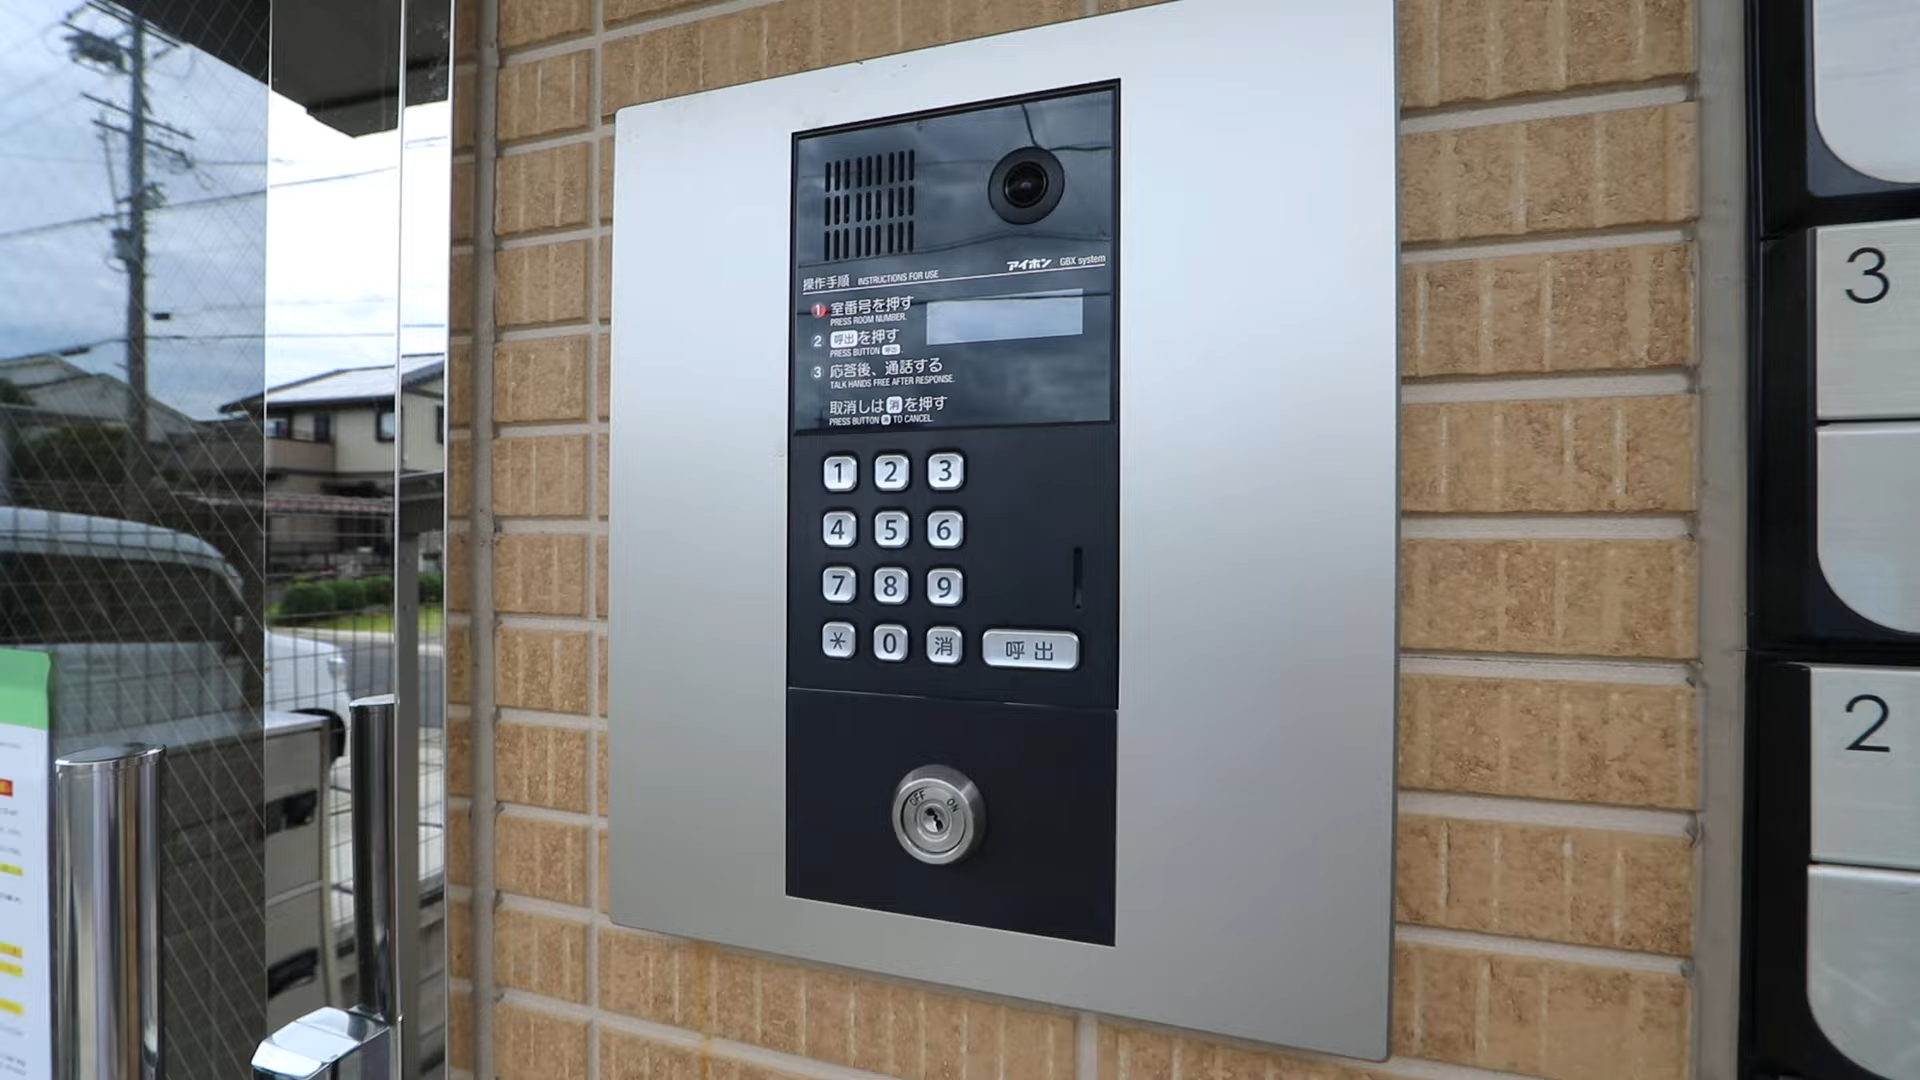 アイホン GBX system
操作手順 INSTRUCTIONS FOR USE
1 室番号を押す
PRESS ROOM NUMBER.
2 呼出を押す
PRESS BUTTON 呼出.
3 応答後、通話する
TALK HANDS FREE AFTER RESPONSE.
取消しは消を押す
PRESS BUTTON 消 TO CANCEL.
1 2 3
4 5 6
7 8 9
* 0 消 呼出
OFF ON
3
2